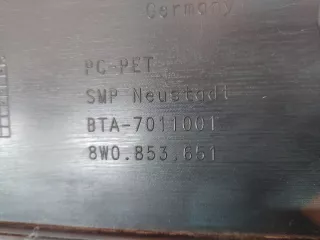 Germany
PC-PET
SMP Neustadt
BTA-7011001
8W0.853.651